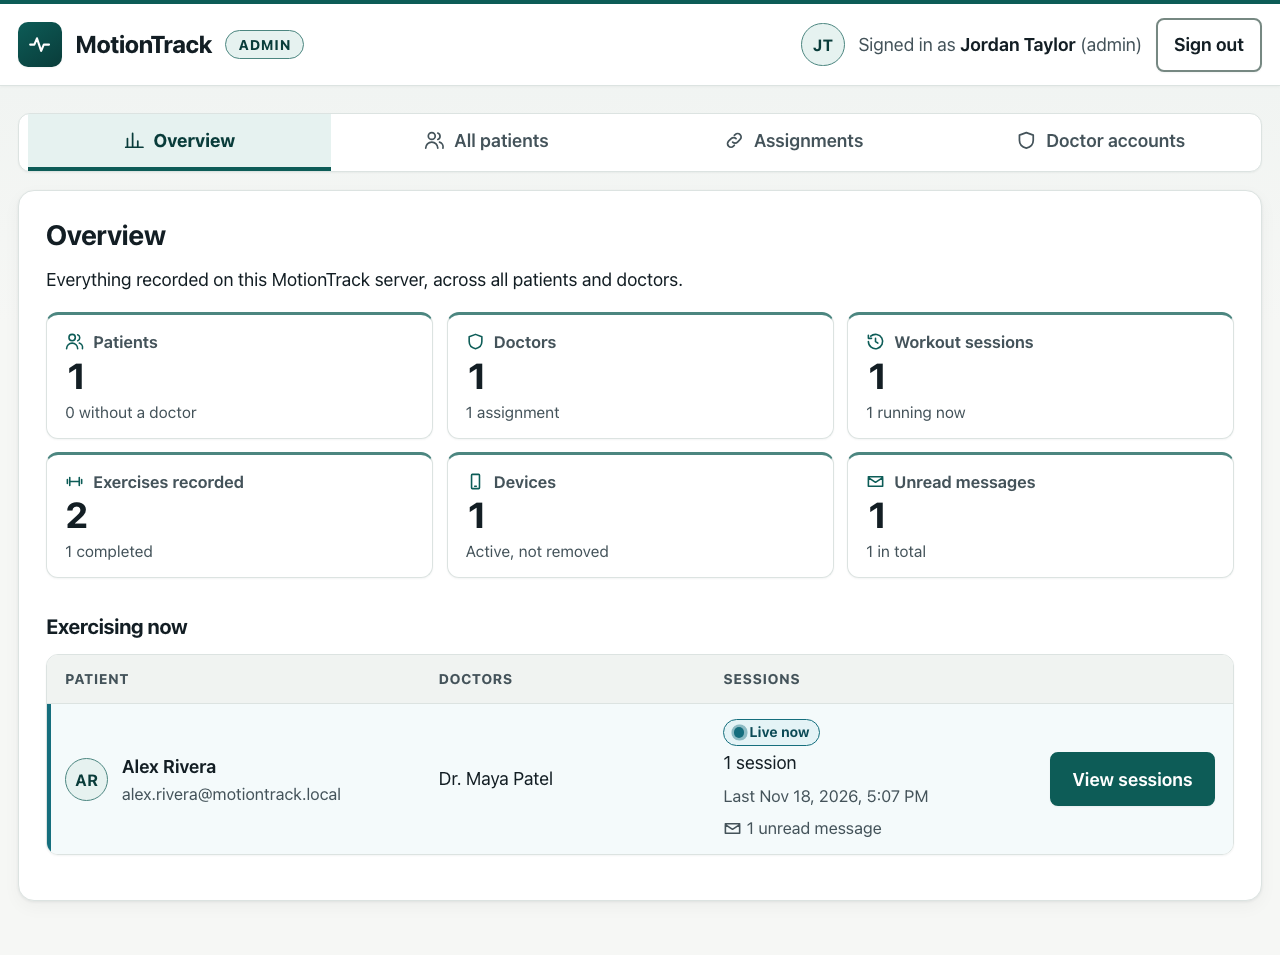 MotionTrack ADMIN
JT Signed in as Jordan Taylor (admin) Sign out
Overview All patients Assignments Doctor accounts
Overview
Everything recorded on this MotionTrack server, across all patients and doctors.
Patients
1
0 without a doctor
Doctors
1
1 assignment
Workout sessions
1
1 running now
Exercises recorded
2
1 completed
Devices
1
Active, not removed
Unread messages
1
1 in total
Exercising now
PATIENT DOCTORS SESSIONS
AR
Alex Rivera
alex.rivera@motiontrack.local
Dr. Maya Patel
Live now
1 session
Last Nov 18, 2026, 5:07 PM
1 unread message
View sessions